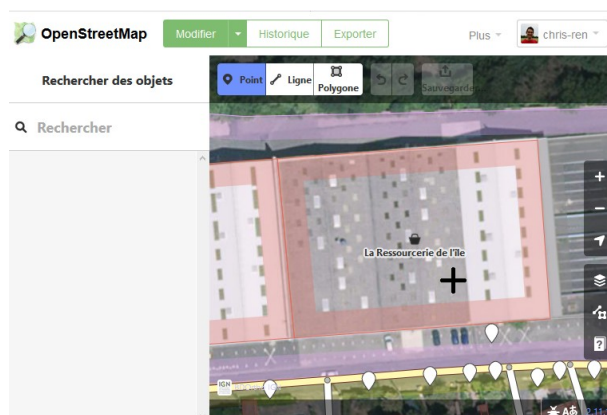 OpenStreetMap Modifier Historique Exporter Plus chris-ren
Rechercher des objets
Point Ligne Polygone Sauvegarder
Rechercher
La Ressourcerie de l'île
IGN